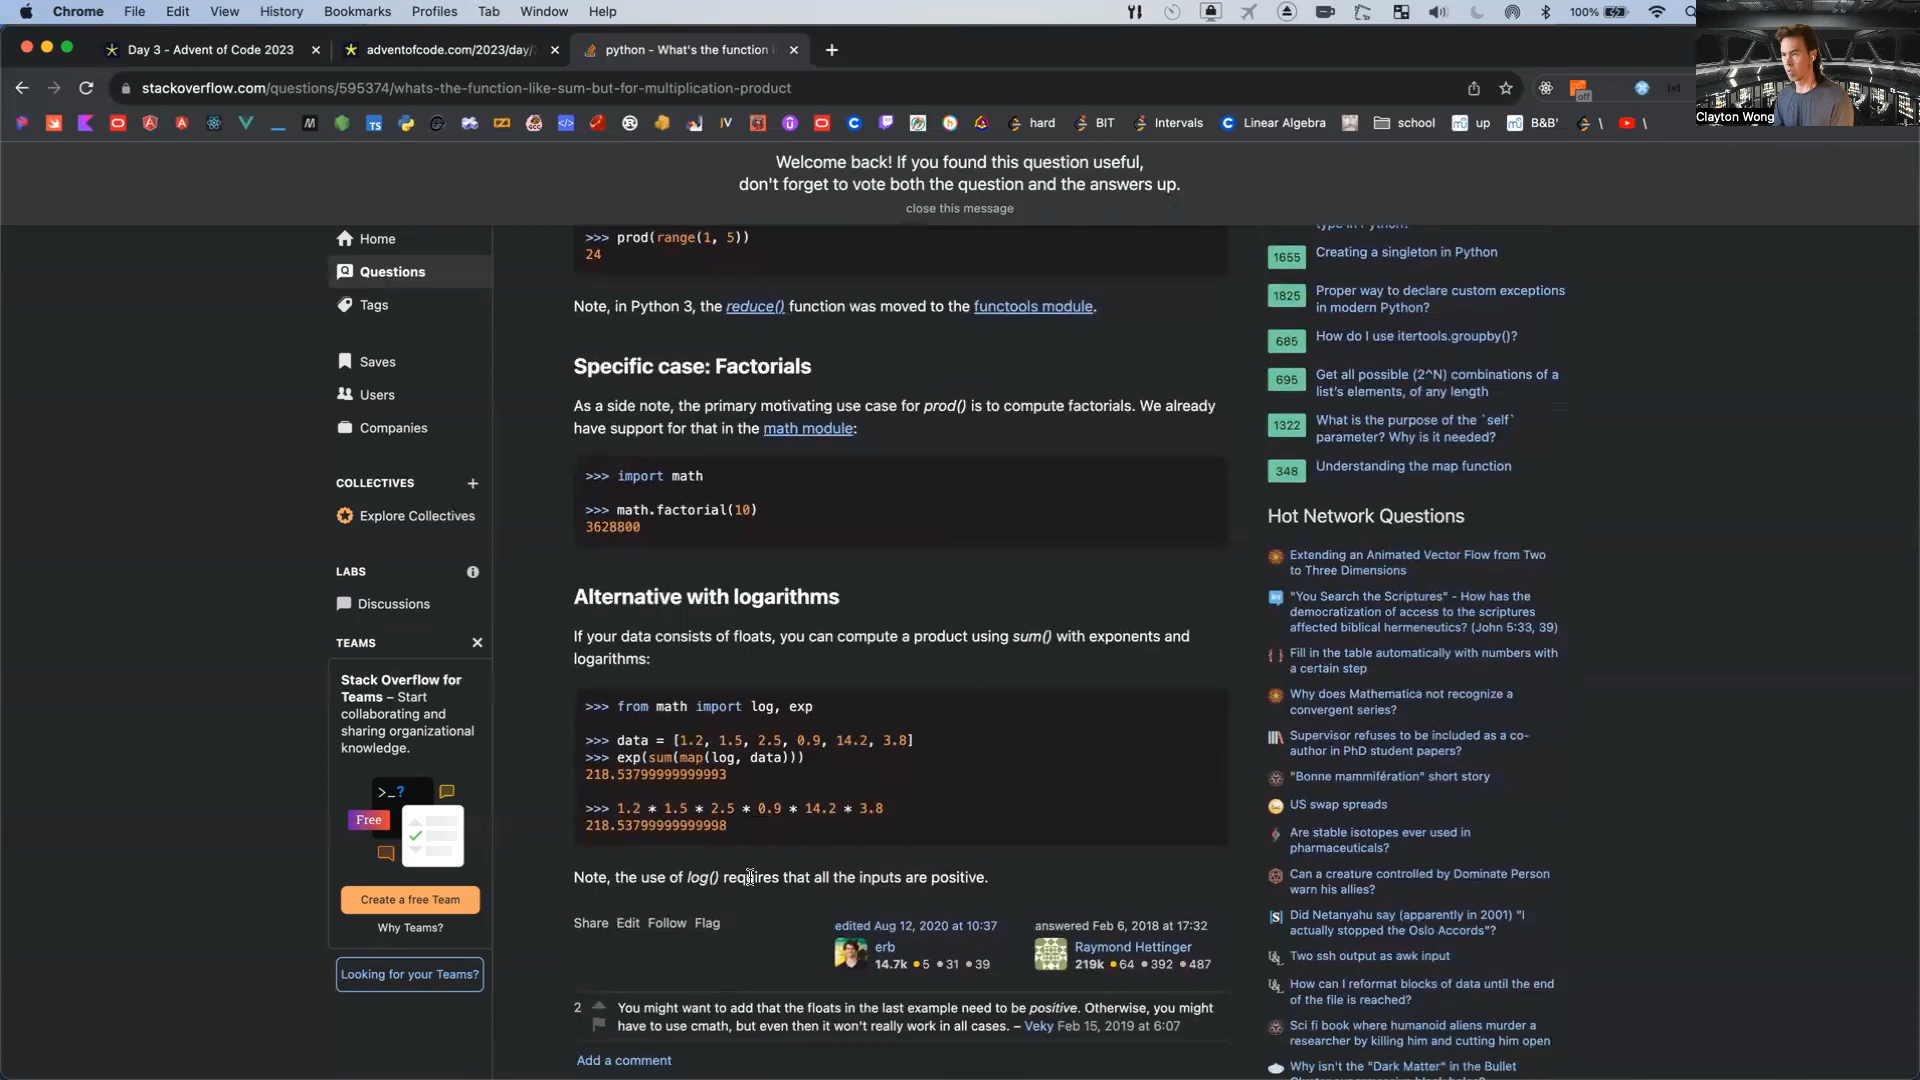 Chrome File Edit View History Bookmarks Profiles Tab Window Help 100%
Day 3 - Advent of Code 2023 adventofcode.com/2023/day/ python - What's the function
stackoverflow.com/questions/595374/whats-the-function-like-sum-but-for-multiplication-product
off
IV hard BIT Intervals Linear Algebra school up B&B' \ \
Clayton Wong
Welcome back! If you found this question useful,
don't forget to vote both the question and the answers up.
close this message
Home
Questions
Tags
Saves
Users
Companies
COLLECTIVES
Explore Collectives
LABS
Discussions
TEAMS
Stack Overflow for
Teams – Start
collaborating and
sharing organizational
knowledge.
>_?
Free
Create a free Team
Why Teams?
Looking for your Teams?
>>> prod(range(1, 5))
24
Note, in Python 3, the reduce() function was moved to the functools module.
Specific case: Factorials
As a side note, the primary motivating use case for prod() is to compute factorials. We already
have support for that in the math module:
>>> import math
>>> math.factorial(10)
3628800
Alternative with logarithms
If your data consists of floats, you can compute a product using sum() with exponents and
logarithms:
>>> from math import log, exp
>>> data = [1.2, 1.5, 2.5, 0.9, 14.2, 3.8]
>>> exp(sum(map(log, data)))
218.53799999999993
>>> 1.2 * 1.5 * 2.5 * 0.9 * 14.2 * 3.8
218.53799999999998
Note, the use of log() requires that all the inputs are positive.
Share Edit Follow Flag
edited Aug 12, 2020 at 10:37
erb
14.7k 5 31 39
answered Feb 6, 2018 at 17:32
Raymond Hettinger
219k 64 392 487
2 You might want to add that the floats in the last example need to be positive. Otherwise, you might
have to use cmath, but even then it won't really work in all cases. – Veky Feb 15, 2019 at 6:07
Add a comment
type in Python?
1655 Creating a singleton in Python
1825 Proper way to declare custom exceptions
in modern Python?
685 How do I use itertools.groupby()?
695 Get all possible (2^N) combinations of a
list's elements, of any length
1322 What is the purpose of the `self`
parameter? Why is it needed?
348 Understanding the map function
Hot Network Questions
Extending an Animated Vector Flow from Two
to Three Dimensions
"You Search the Scriptures" - How has the
democratization of access to the scriptures
affected biblical hermeneutics? (John 5:33, 39)
Fill in the table automatically with numbers with
a certain step
Why does Mathematica not recognize a
convergent series?
Supervisor refuses to be included as a co-
author in PhD student papers?
"Bonne mammifération" short story
US swap spreads
Are stable isotopes ever used in
pharmaceuticals?
Can a creature controlled by Dominate Person
warn his allies?
Did Netanyahu say (apparently in 2001) "I
actually stopped the Oslo Accords"?
Two ssh output as awk input
How can I reformat blocks of data until the end
of the file is reached?
Sci fi book where humanoid aliens murder a
researcher by killing him and cutting him open
Why isn't the "Dark Matter" in the Bullet